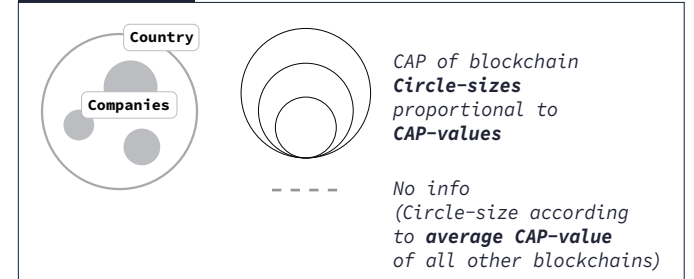 Country
Companies
CAP of blockchain
Circle-sizes
proportional to
CAP-values
No info
(Circle-size according
to average CAP-value
of all other blockchains)